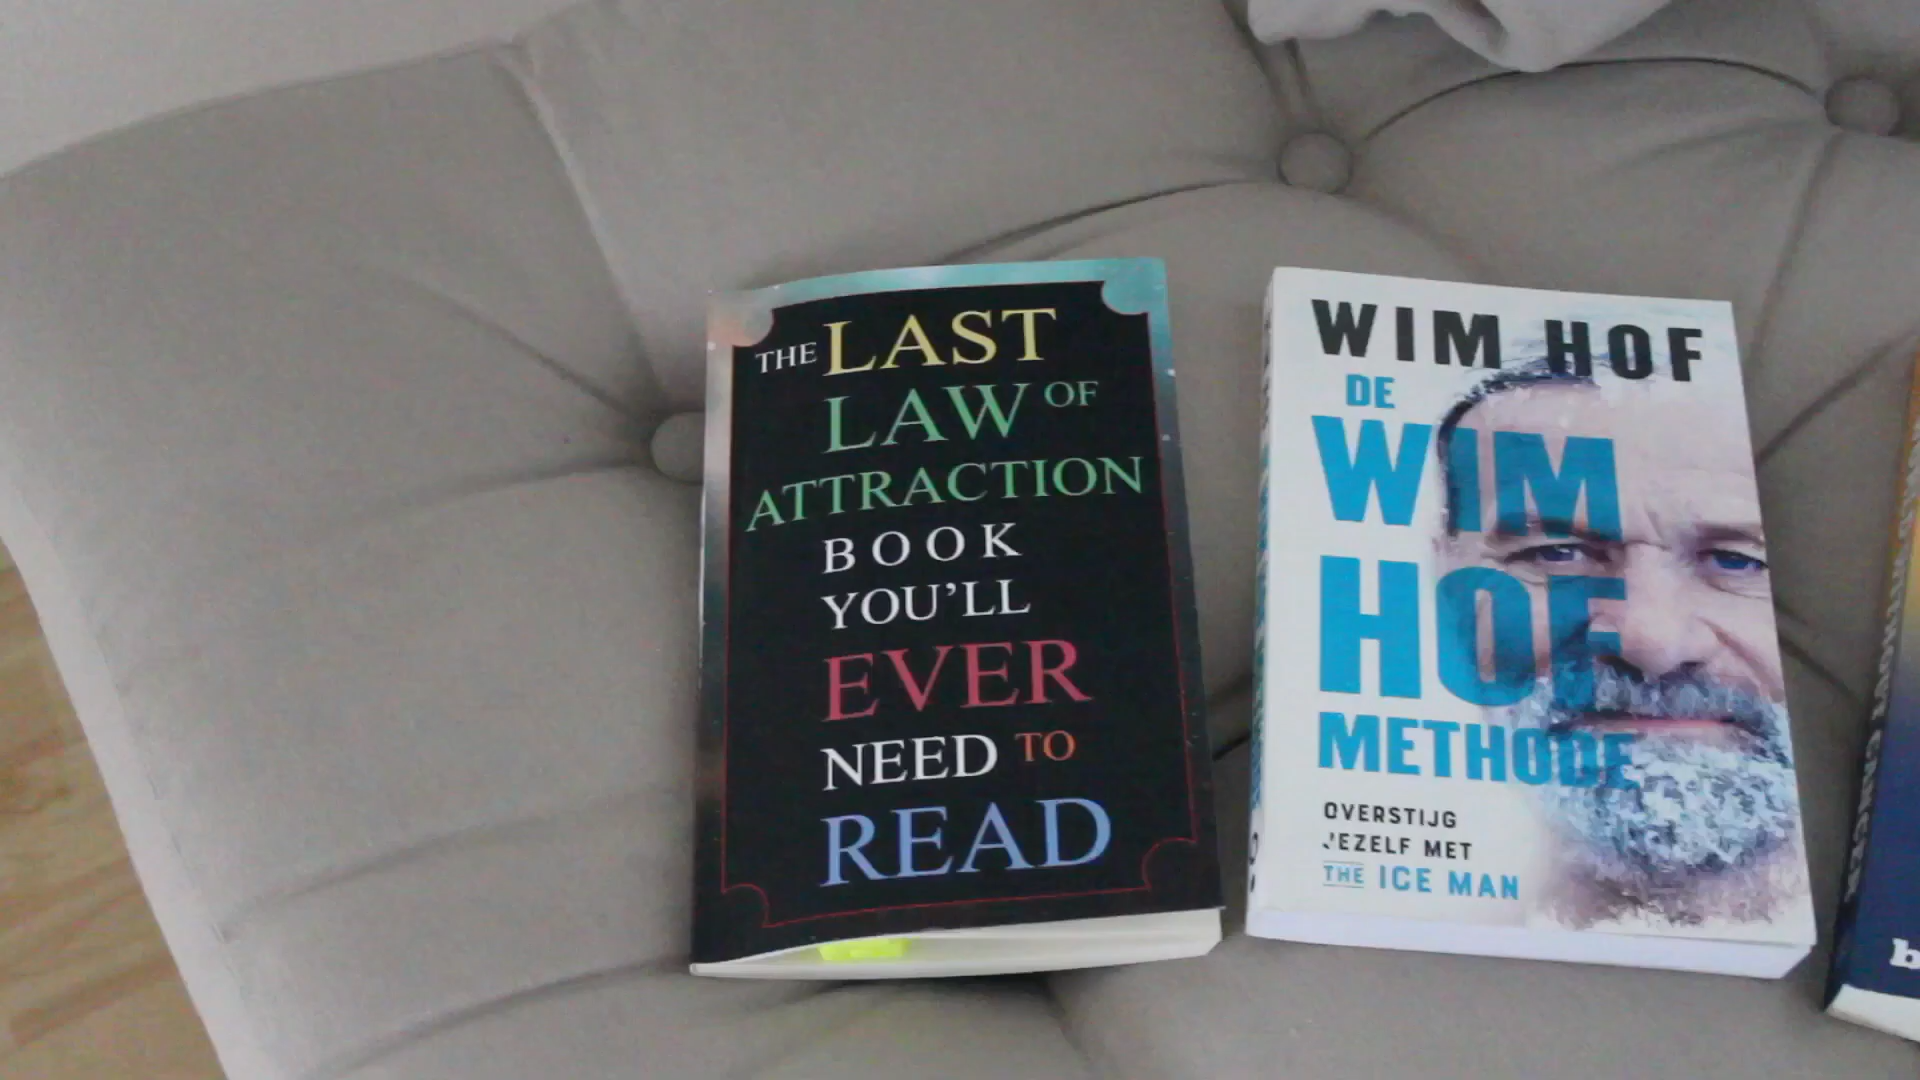 THE LAST
LAW OF
ATTRACTION
BOOK
YOU'LL
EVER
NEED TO
READ
WIM HOF
DE
WIM
HOF
METHODE
OVERSTIJG
JEZELF MET
THE ICE MAN